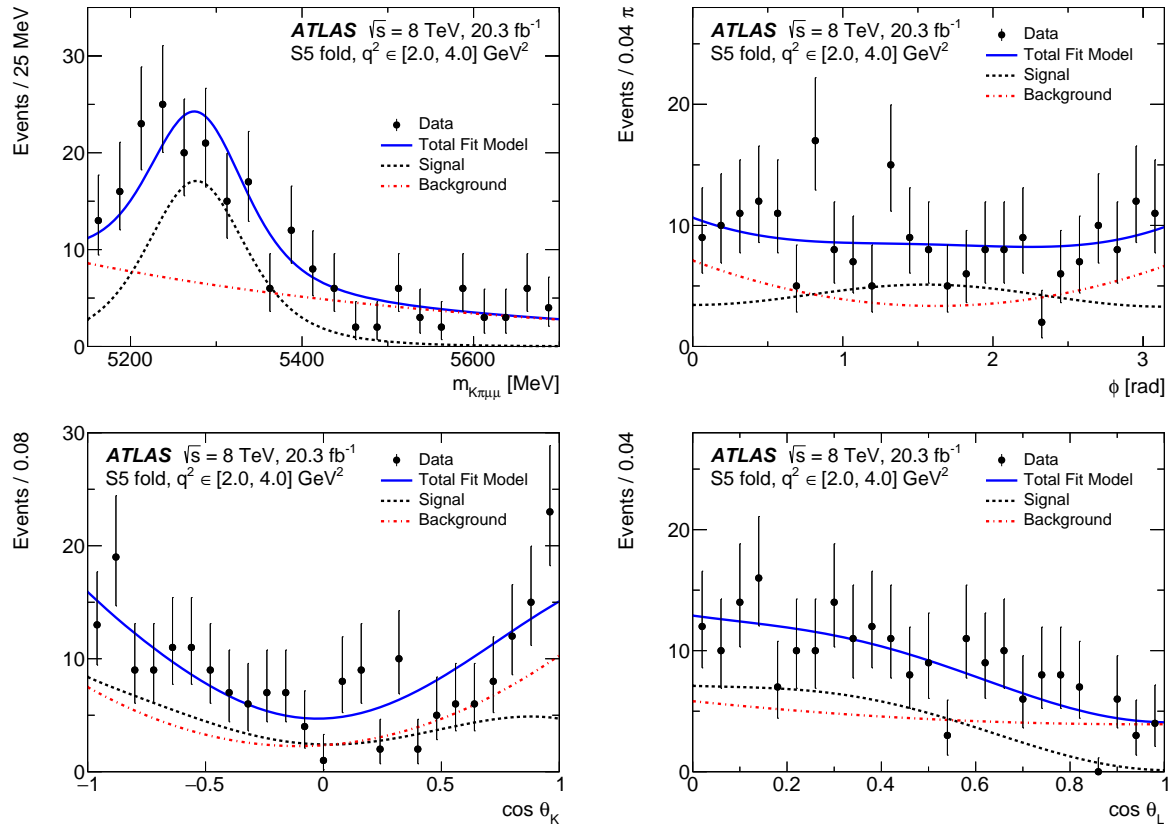 Events / 25 MeV
30
20
10
0
ATLAS √s = 8 TeV, 20.3 fb⁻¹
S5 fold, q² ∈ [2.0, 4.0] GeV²
Data
Total Fit Model
Signal
Background
5200 5400 5600
m_Kπμμ [MeV]
Events / 0.04 π
20
10
0
ATLAS √s = 8 TeV, 20.3 fb⁻¹
S5 fold, q² ∈ [2.0, 4.0] GeV²
Data
Total Fit Model
Signal
Background
0 1 2 3
ϕ [rad]
Events / 0.08
30
20
10
0
ATLAS √s = 8 TeV, 20.3 fb⁻¹
S5 fold, q² ∈ [2.0, 4.0] GeV²
Data
Total Fit Model
Signal
Background
−1 −0.5 0 0.5 1
cos θ_K
Events / 0.04
20
10
0
ATLAS √s = 8 TeV, 20.3 fb⁻¹
S5 fold, q² ∈ [2.0, 4.0] GeV²
Data
Total Fit Model
Signal
Background
0 0.2 0.4 0.6 0.8 1
cos θ_L